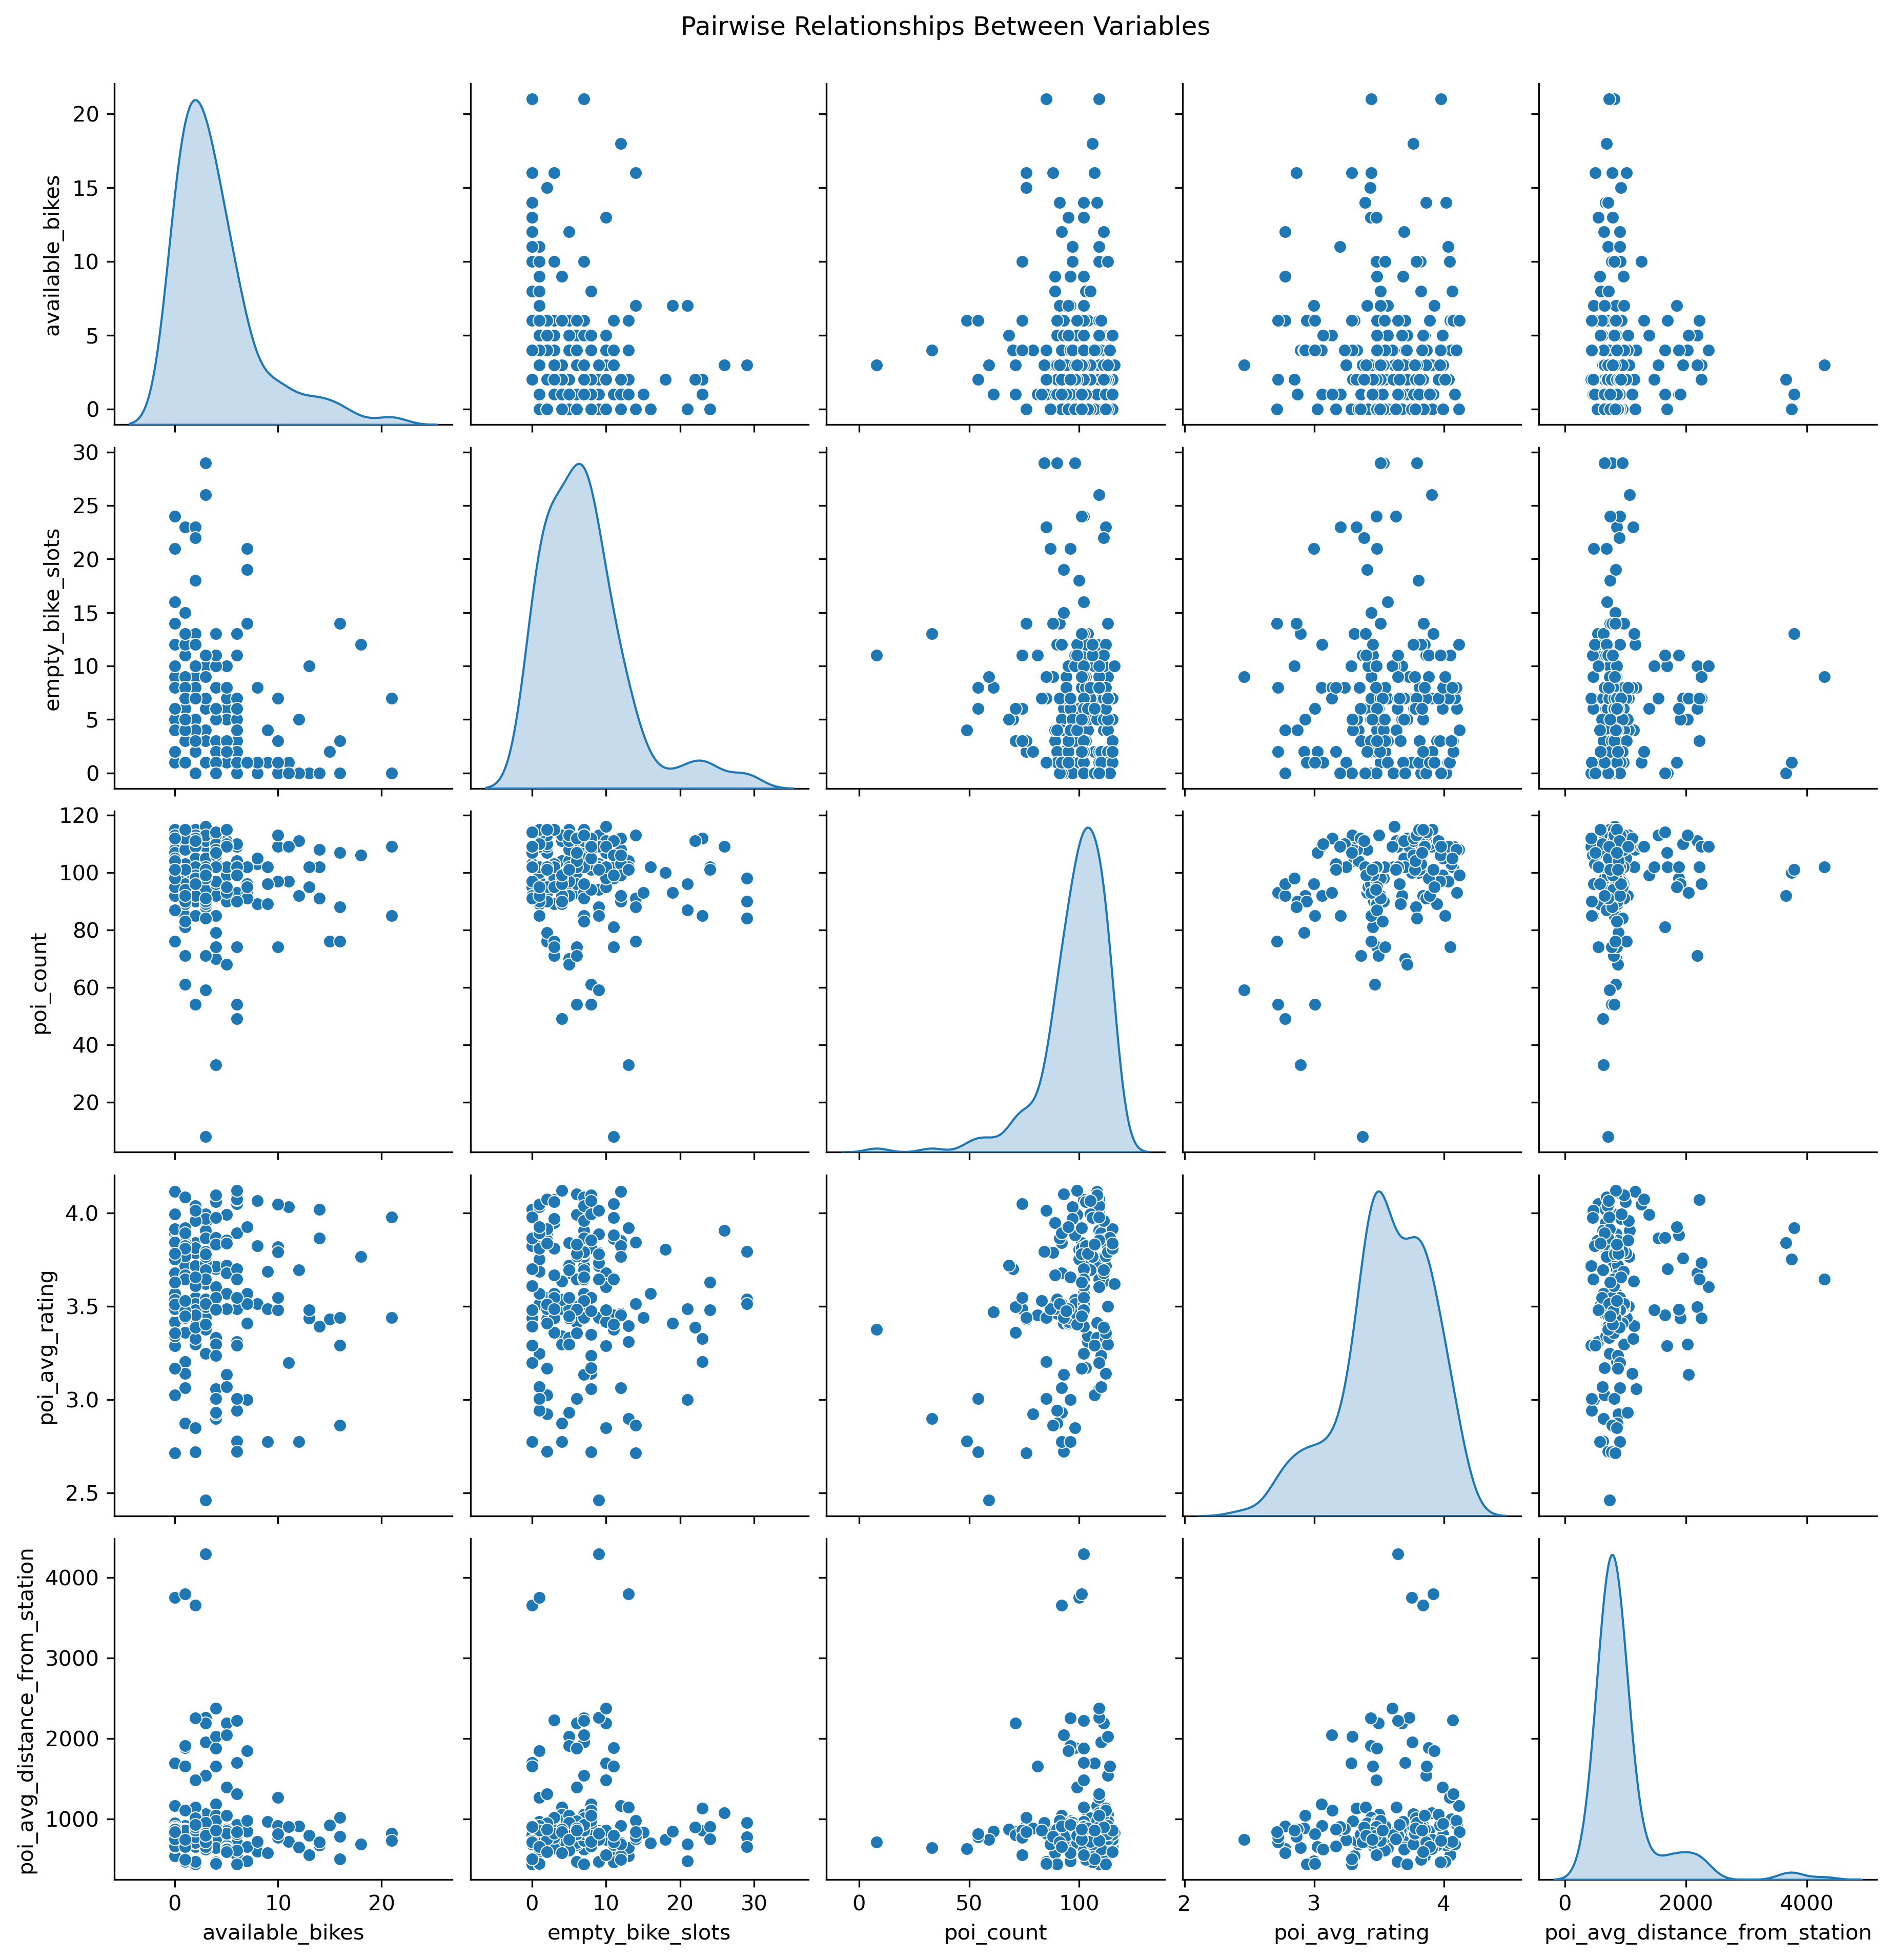 Pairwise Relationships Between Variables
available_bikes
20
15
10
5
0
empty_bike_slots
30
25
20
15
10
5
0
poi_count
120
100
80
60
40
20
poi_avg_rating
4.0
3.5
3.0
2.5
poi_avg_distance_from_station
4000
3000
2000
1000
0 10 20
0 10 20 30
0 50 100
2 3 4
0 2000 4000
available_bikes
empty_bike_slots
poi_count
poi_avg_rating
poi_avg_distance_from_station